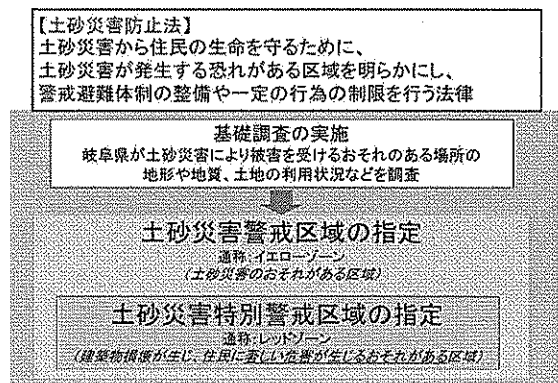 【土砂災害防止法】
土砂災害から住民の生命を守るために、
土砂災害が発生する恐れがある区域を明らかにし、
警戒避難体制の整備や一定の行為の制限を行う法律
基礎調査の実施
岐阜県が土砂災害により被害を受けるおそれのある場所の
地形や地質、土地の利用状況などを調査
土砂災害警戒区域の指定
通称:イエローゾーン
(土砂災害のおそれがある区域)
土砂災害特別警戒区域の指定
通称:レッドゾーン
(建築物損壊が生じ、住民に著しい危害が生じるおそれがある区域)